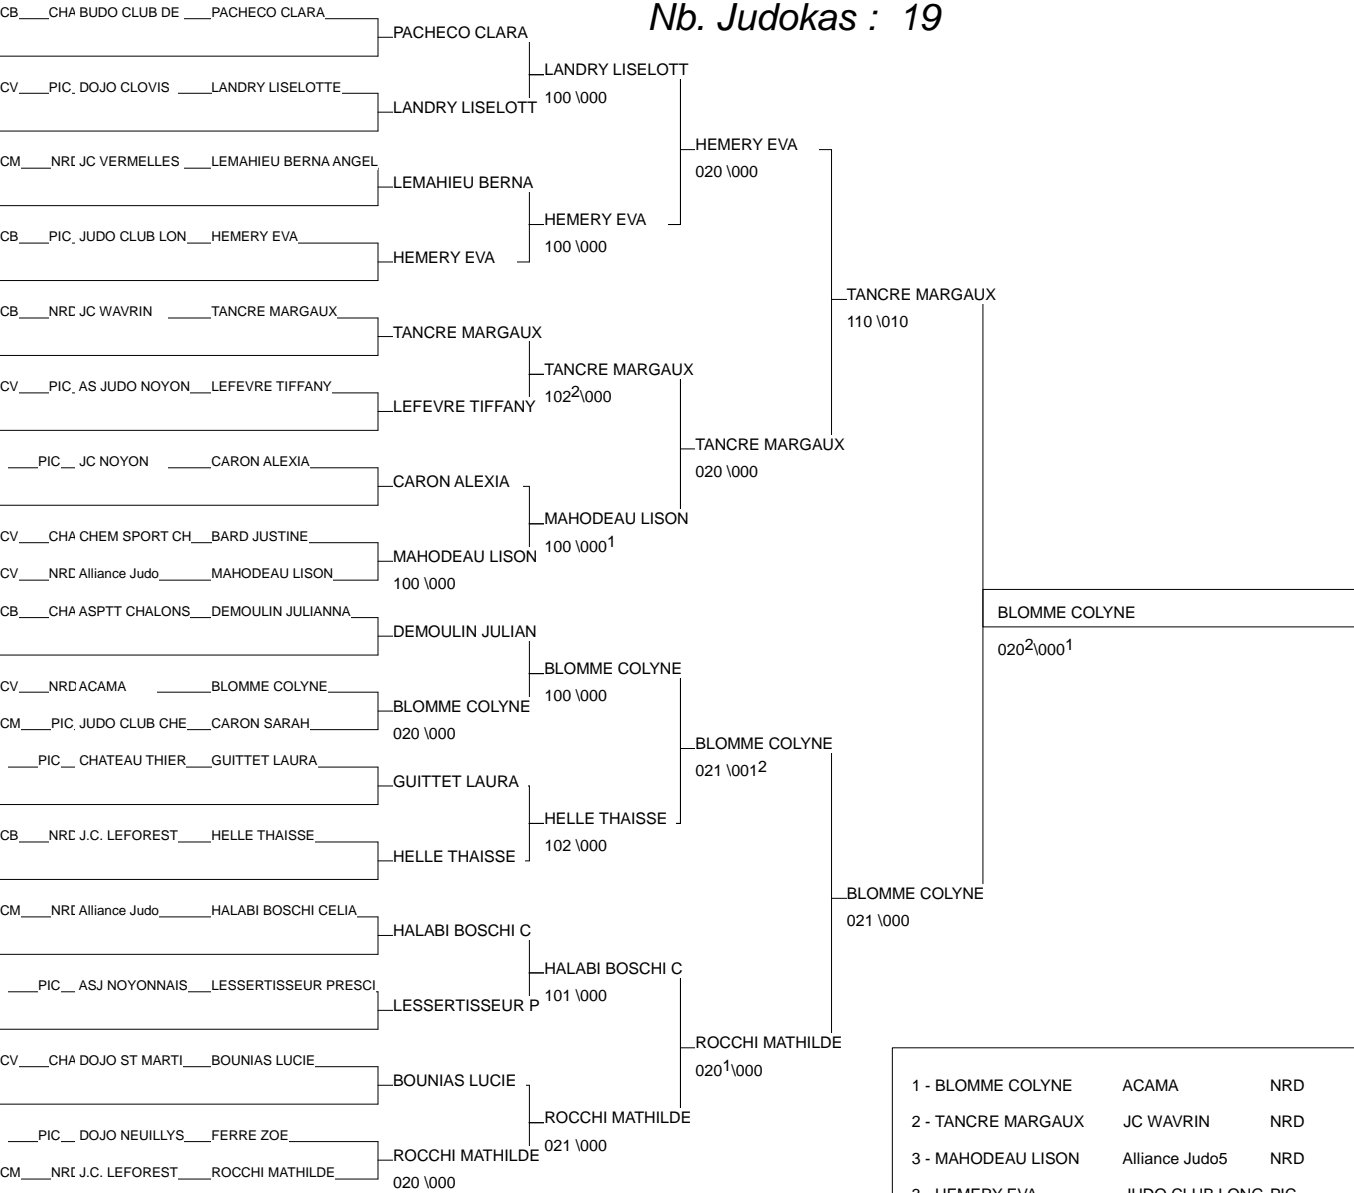 Nb. Judokas : 19
CB CHA BUDO CLUB DE PACHECO CLARA
PACHECO CLARA
LANDRY LISELOTT
100 \000
CV PIC DOJO CLOVIS LANDRY LISELOTTE
LANDRY LISELOTT
HEMERY EVA
020 \000
CM NRD JC VERMELLES LEMAHIEU BERNA ANGEL
LEMAHIEU BERNA
HEMERY EVA
100 \000
CB PIC JUDO CLUB LON HEMERY EVA
HEMERY EVA
TANCRE MARGAUX
110 \010
CB NRD JC WAVRIN TANCRE MARGAUX
TANCRE MARGAUX
TANCRE MARGAUX
102² \000
CV PIC AS JUDO NOYON LEFEVRE TIFFANY
LEFEVRE TIFFANY
TANCRE MARGAUX
020 \000
PIC JC NOYON CARON ALEXIA
CARON ALEXIA
MAHODEAU LISON
100 \000¹
CV CHA CHEM SPORT CH BARD JUSTINE
MAHODEAU LISON
100 \000
CV NRD Alliance Judo MAHODEAU LISON
BLOMME COLYNE
020² \000¹
CB CHA ASPTT CHALONS DEMOULIN JULIANNA
DEMOULIN JULIAN
BLOMME COLYNE
100 \000
CV NRD ACAMA BLOMME COLYNE
BLOMME COLYNE
020 \000
CM PIC JUDO CLUB CHE CARON SARAH
BLOMME COLYNE
021 \001²
PIC CHATEAU THIER GUITTET LAURA
GUITTET LAURA
HELLE THAISSE
102 \000
CB NRD J.C. LEFOREST HELLE THAISSE
HELLE THAISSE
BLOMME COLYNE
021 \000
CM NRD Alliance Judo HALABI BOSCHI CELIA
HALABI BOSCHI C
HALABI BOSCHI C
101 \000
PIC ASJ NOYONNAIS LESSERTISSEUR PRESCI
LESSERTISSEUR P
ROCCHI MATHILDE
020¹ \000
CV CHA DOJO ST MARTI BOUNIAS LUCIE
BOUNIAS LUCIE
ROCCHI MATHILDE
021 \000
PIC DOJO NEUILLYS FERRE ZOE
ROCCHI MATHILDE
020 \000
CM NRD J.C. LEFOREST ROCCHI MATHILDE
1 - BLOMME COLYNE ACAMA NRD
2 - TANCRE MARGAUX JC WAVRIN NRD
3 - MAHODEAU LISON Alliance Judo5 NRD
3 - HEMERY EVA JUDO CLUB LONG PIC